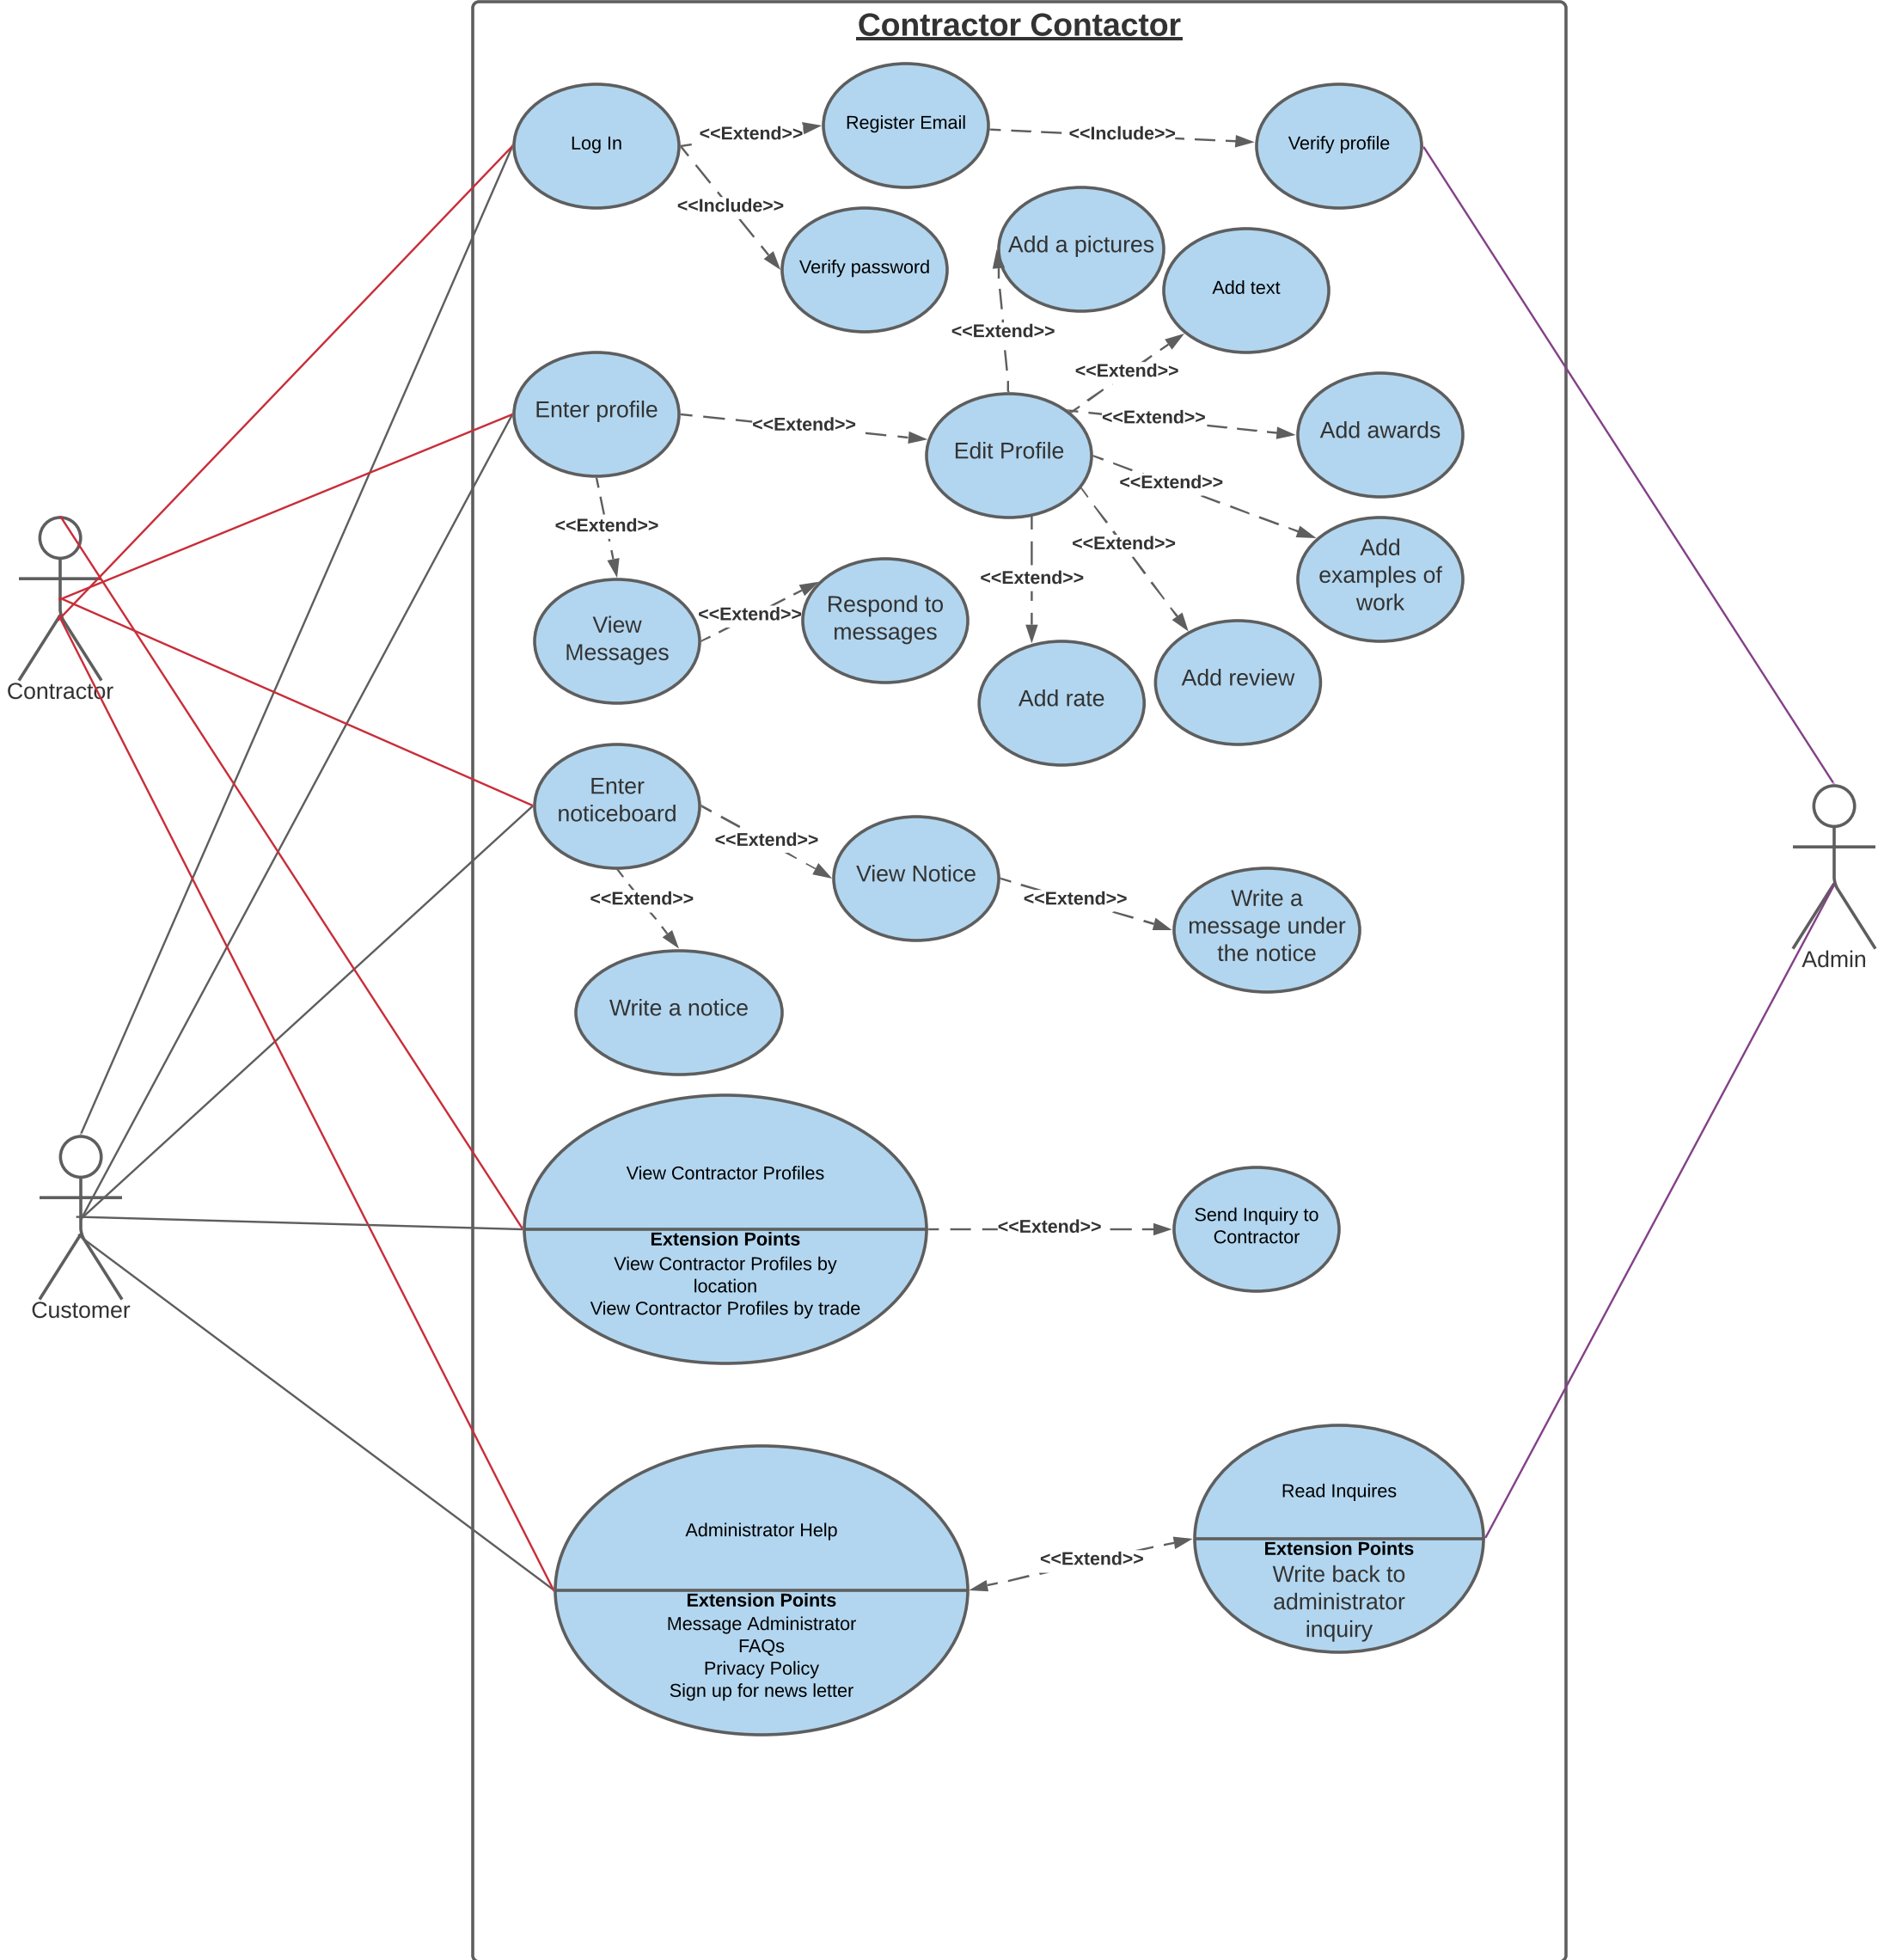 Contractor Contactor
Log In
<<Extend>>
Register Email
<<Include>>
Verify profile
<<Include>>
Verify password
Add a pictures
Add text
<<Extend>>
<<Extend>>
Enter profile
<<Extend>>
Edit Profile
<<Extend>>
Add awards
<<Extend>>
<<Extend>>
<<Extend>>
<<Extend>>
Add
examples of
work
View
Messages
<<Extend>>
Respond to
messages
Add rate
Add review
Contractor
Enter
noticeboard
<<Extend>>
View Notice
<<Extend>>
<<Extend>>
Write a
message under
the notice
Write a notice
Admin
View Contractor Profiles
Extension Points
View Contractor Profiles by
location
View Contractor Profiles by trade
<<Extend>>
Send Inquiry to
Contractor
Customer
Administrator Help
Extension Points
Message Administrator
FAQs
Privacy Policy
Sign up for news letter
<<Extend>>
Read Inquires
Extension Points
Write back to
administrator
inquiry